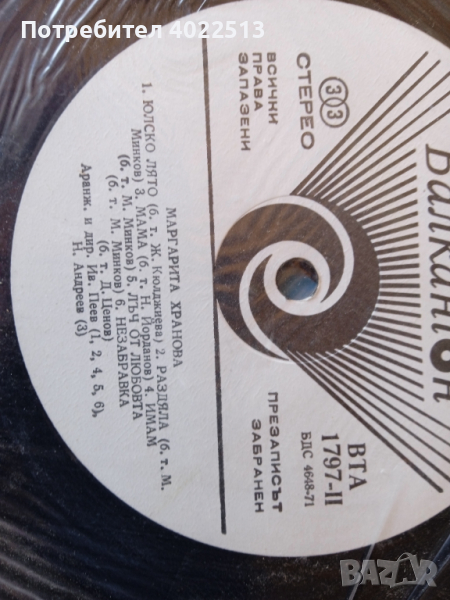 Потребител 4022513
Балкантон
33
СТЕРЕО
ВСИЧКИ
ПРАВА
ЗАПАЗЕНИ
ВТА
1797-II
БДС 4648-71
ПРЕЗАПИСЪТ
ЗАБРАНЕН
МАРГАРИТА ХРАНОВА
1. ЮЛСКО ЛЯТО (б. т. Ж. Кюлджиева) 2. РАЗДЯЛА (б. т. М.
Минков) 3. МАМА (б. т. Н. Йорданов) 4. ИМАМ
(б. т. М. Минков) 5. ЛЪЧ ОТ ЛЮБОВТА
(б. т. М. Минков) 6. НЕЗАБРАВКА
(б. т. Д. Ценов)
Аранж. и дир. Ив. Пеев (1, 2, 4, 5, 6),
Н. Андреев (3)
BAZAR